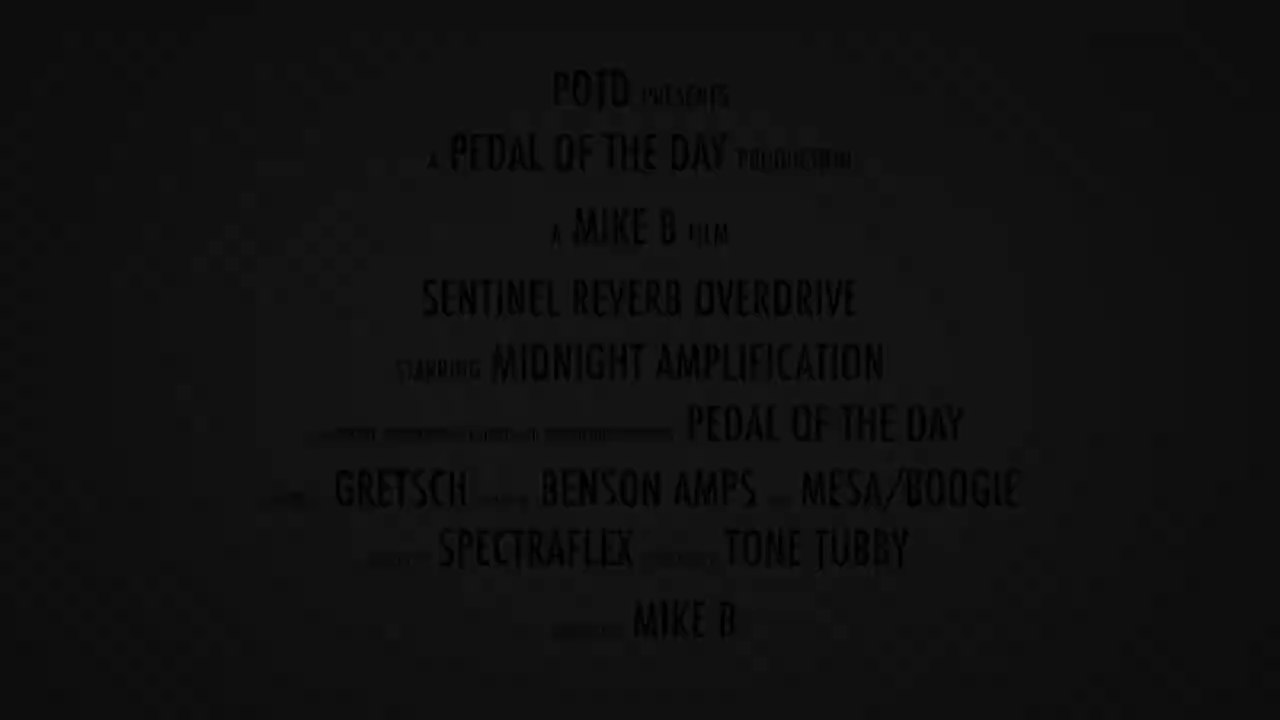 POTD PRESENTS
A PEDAL OF THE DAY PRODUCTION
A MIKE B FILM
SENTINEL REVERB OVERDRIVE
STARRING MIDNIGHT AMPLIFICATION
PEDAL OF THE DAY
GRETSCH BENSON AMPS MESA/BOOGIE
SPECTRAFLEX TONE TUBBY
MIKE B